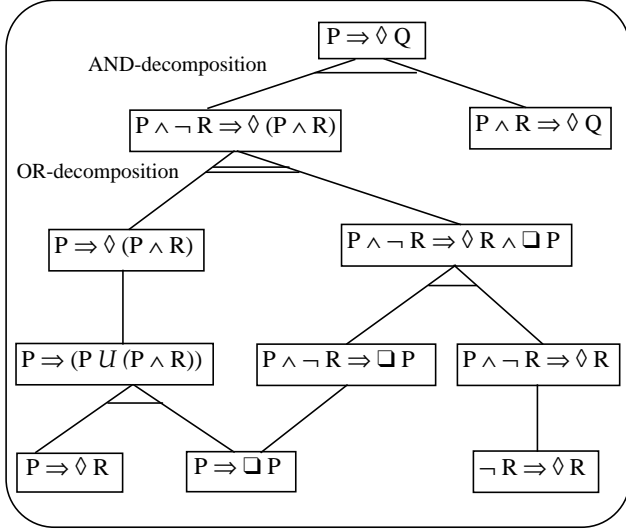 P ⇒ ◊ Q
AND-decomposition
P ∧ ¬ R ⇒ ◊ (P ∧ R)
P ∧ R ⇒ ◊ Q
OR-decomposition
P ⇒ ◊ (P ∧ R)
P ∧ ¬ R ⇒ ◊ R ∧ ❑ P
P ⇒ (P U (P ∧ R))
P ∧ ¬ R ⇒ ❑ P
P ∧ ¬ R ⇒ ◊ R
P ⇒ ◊ R
P ⇒ ❑ P
¬ R ⇒ ◊ R